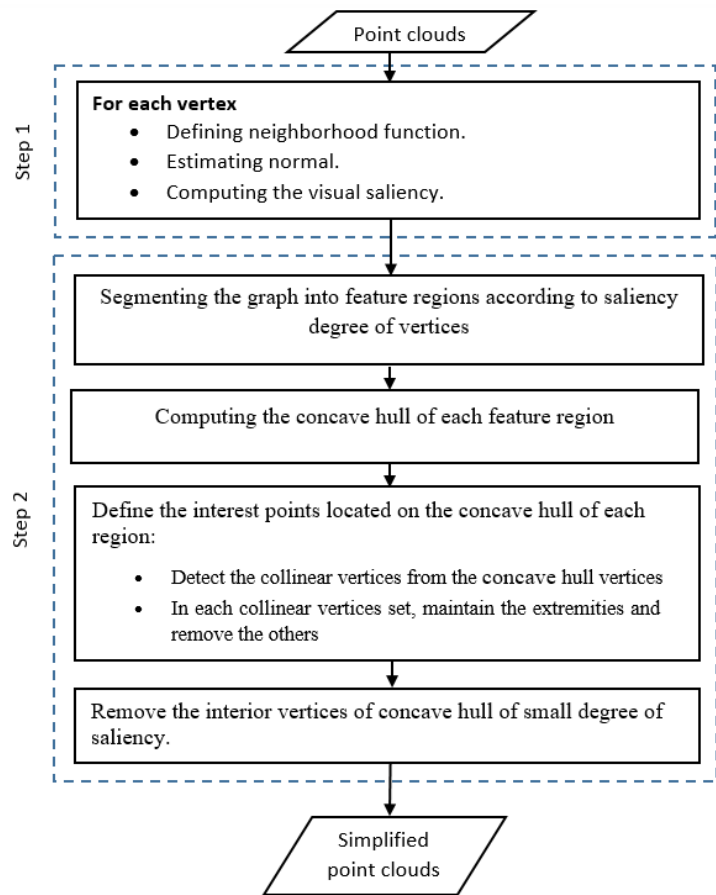 Point clouds
Step 1
For each vertex
• Defining neighborhood function.
• Estimating normal.
• Computing the visual saliency.
Step 2
Segmenting the graph into feature regions according to saliency
degree of vertices
Computing the concave hull of each feature region
Define the interest points located on the concave hull of each
region:
• Detect the collinear vertices from the concave hull vertices
• In each collinear vertices set, maintain the extremities and
remove the others
Remove the interior vertices of concave hull of small degree of
saliency.
Simplified
point clouds